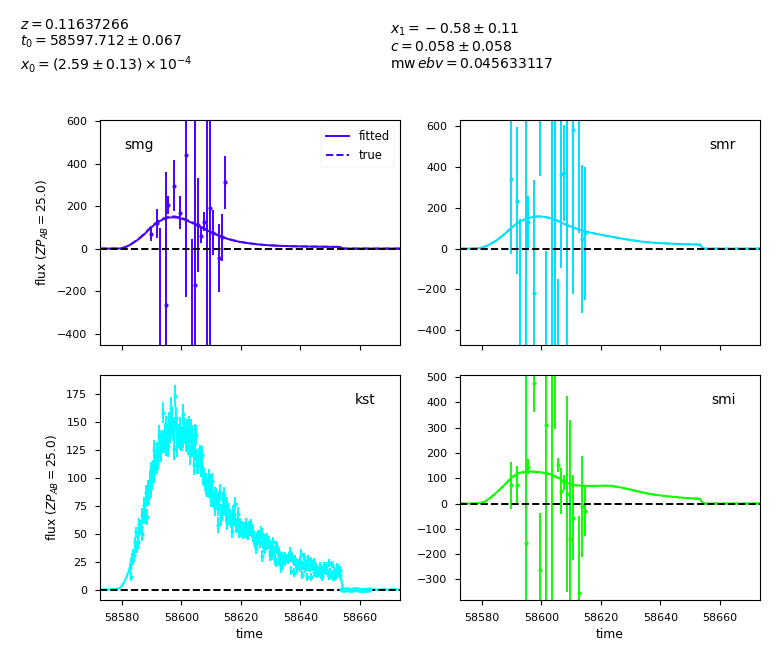 z = 0.11637266
t₀ = 58597.712 ± 0.067
x₀ = (2.59 ± 0.13) × 10⁻⁴
x₁ = −0.58 ± 0.11
c = 0.058 ± 0.058
mw ebv = 0.045633117
600
400
200
0
−200
−400
flux (ZP_AB = 25.0)
smg
fitted
true
600
400
200
0
−200
−400
smr
175
150
125
100
75
50
25
0
flux (ZP_AB = 25.0)
kst
58580 58600 58620 58640 58660
time
500
400
300
200
100
0
−100
−200
−300
smi
58580 58600 58620 58640 58660
time